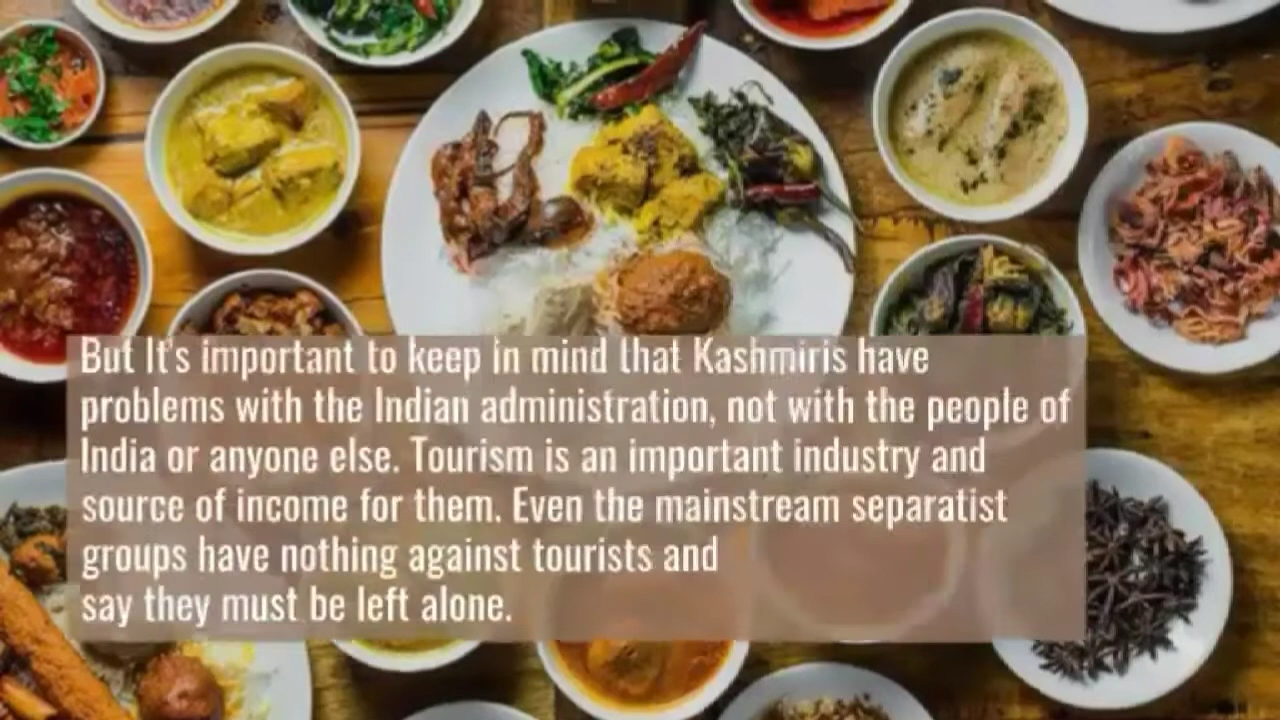 But It's important to keep in mind that Kashmiris have
problems with the Indian administration, not with the people of
India or anyone else. Tourism is an important industry and
source of income for them. Even the mainstream separatist
groups have nothing against tourists and
say they must be left alone.